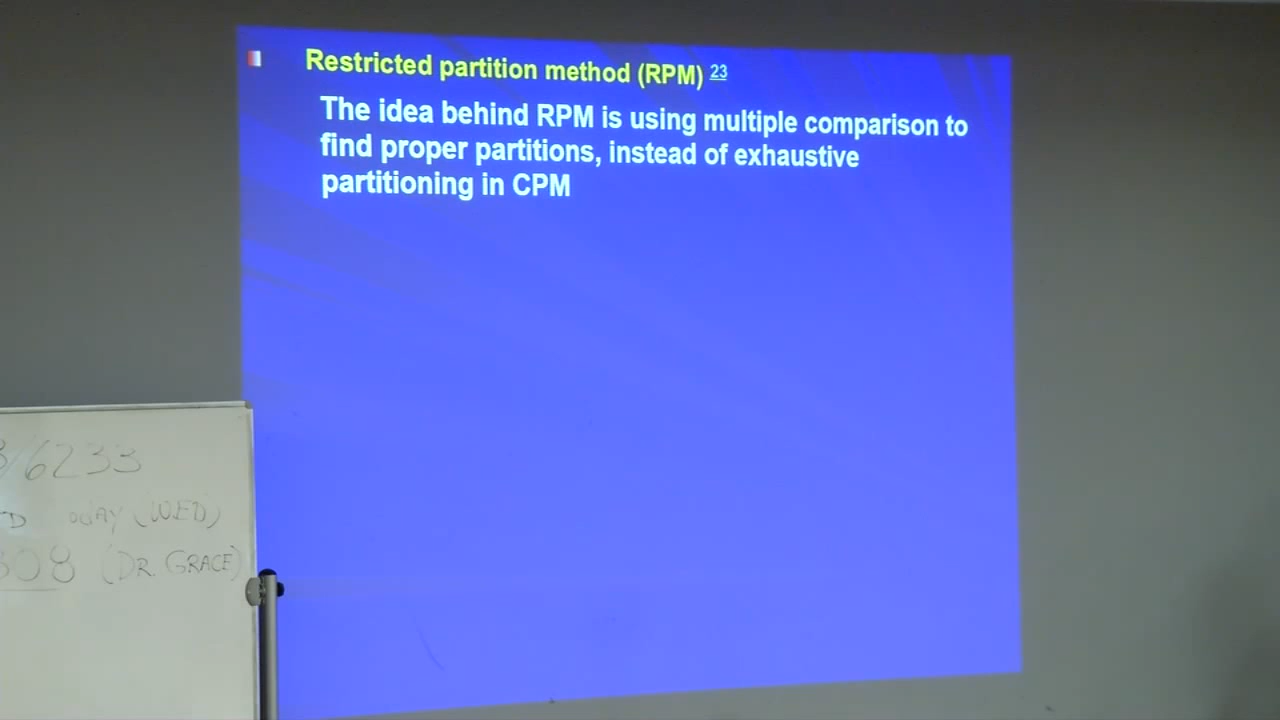 Restricted partition method (RPM) 23
The idea behind RPM is using multiple comparison to
find proper partitions, instead of exhaustive
partitioning in CPM
/6233
(WED)
308 (DR. GRACE)